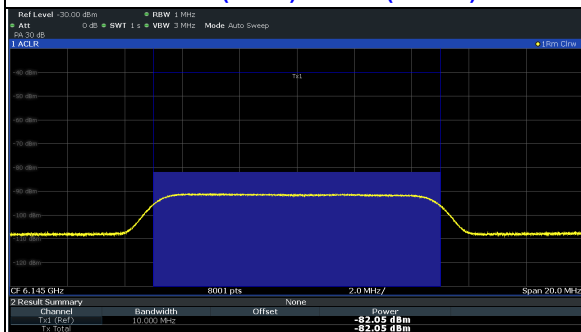 Ref Level -30.00 dBm RBW 1 MHz
Att 0 dB SWT 1 s VBW 3 MHz Mode Auto Sweep
PA 30 dB
1 ACLR 1Rm Clrw
Tx1
-40 dBm
-50 dBm
-60 dBm
-70 dBm
-80 dBm
-90 dBm
-100 dBm
-110 dBm
-120 dBm
CF 6.145 GHz 8001 pts 2.0 MHz/ Span 20.0 MHz
2 Result Summary None
Channel Bandwidth Offset Power
Tx1 (Ref) 10.000 MHz -82.05 dBm
Tx Total -82.05 dBm